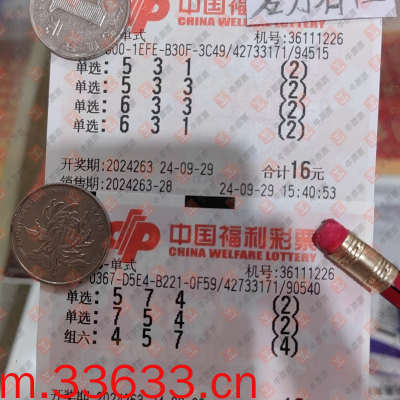 中国福利彩票
CHINA WELFARE LOTTERY
单式 机号:36111226
00-1EFE-B30F-3C49/42733171/94515
单选: 5 3 1 (2)
单选: 5 3 3 (2)
单选: 6 3 3 (2)
单选: 6 3 1 (2)
开奖期:2024263 24-09-29 合计16元
销售期:2024263-28 24-09-29 15:40:53
中国福利彩票
CHINA WELFARE LOTTERY
-单式 机号:36111226
0367-D5E4-B221-0F59/42733171/90540
单选: 5 7 4 (2)
单选: 7 5 4 (2)
组六: 4 5 7 (4)
m.33633.cn